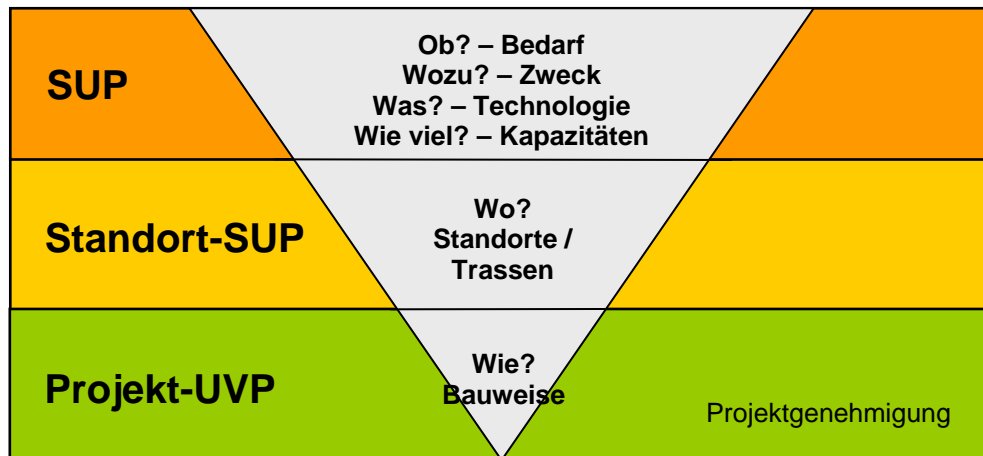 SUP
Ob? – Bedarf
Wozu? – Zweck
Was? – Technologie
Wie viel? – Kapazitäten
Standort-SUP
Wo?
Standorte /
Trassen
Projekt-UVP
Wie?
Bauweise
Projektgenehmigung